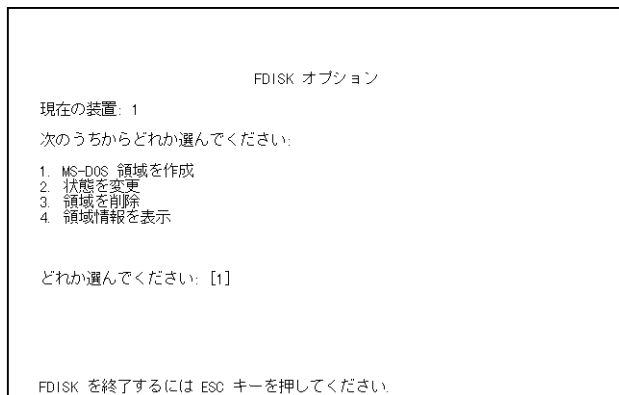 FDISK オプション
現在の装置: 1
次のうちからどれか選んでください:
1. MS-DOS 領域を作成
2. 状態を変更
3. 領域を削除
4. 領域情報を表示
どれか選んでください: [1]
FDISK を終了するには ESC キーを押してください.